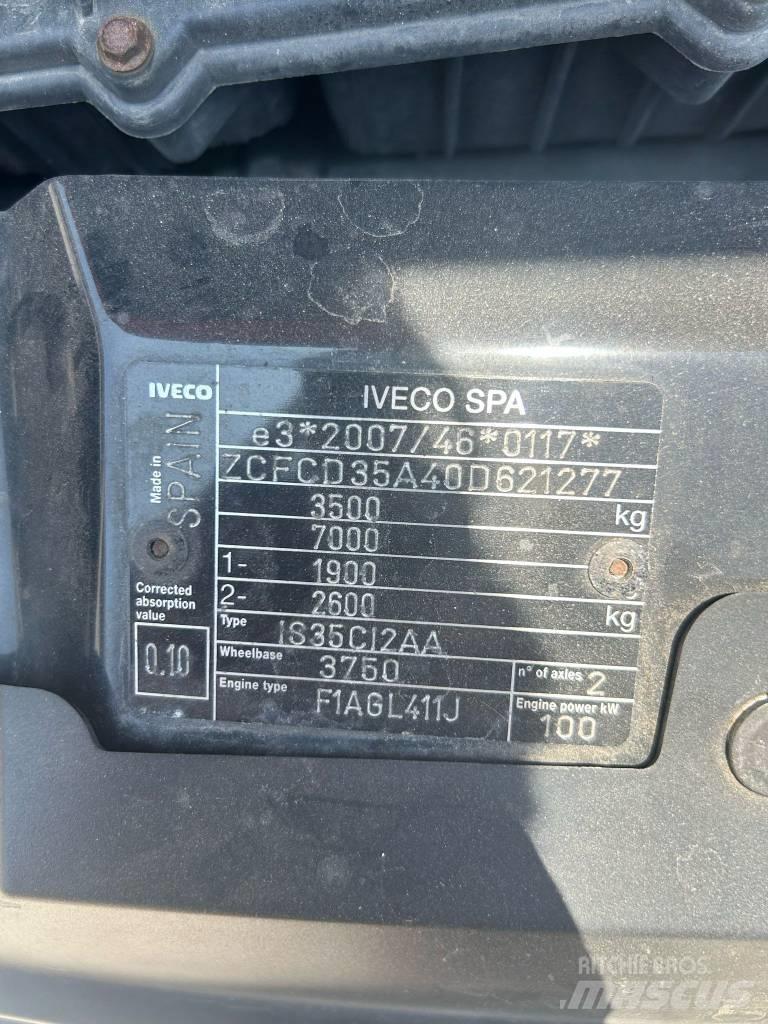 IVECO
IVECO SPA
Made in
SPAIN
e3*2007/46*0117*
ZCFCD35A40D621277
3500 kg
7000
1- 1900
2- 2600 kg
Corrected
absorption
value
0.10
Type IS35CI2AA
Wheelbase 3750
n° of axles 2
Engine type F1AGL411J
Engine power kW
100
RITCHIE BROS.
MASCUS